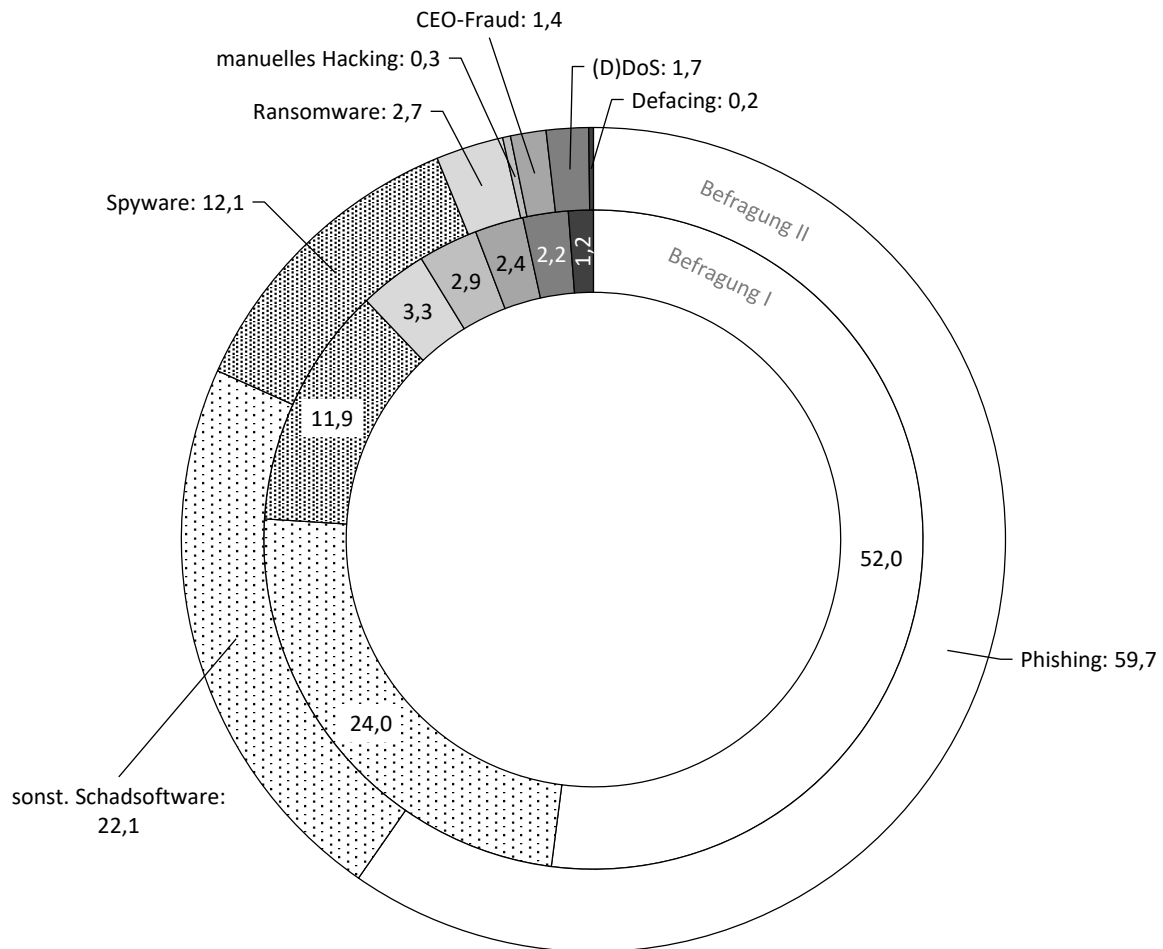 CEO-Fraud: 1,4
manuelles Hacking: 0,3
(D)DoS: 1,7
Ransomware: 2,7
Defacing: 0,2
Spyware: 12,1
Befragung II
Befragung I
3,3
2,9
2,4
2,2
1,2
11,9
52,0
Phishing: 59,7
24,0
sonst. Schadsoftware:
22,1